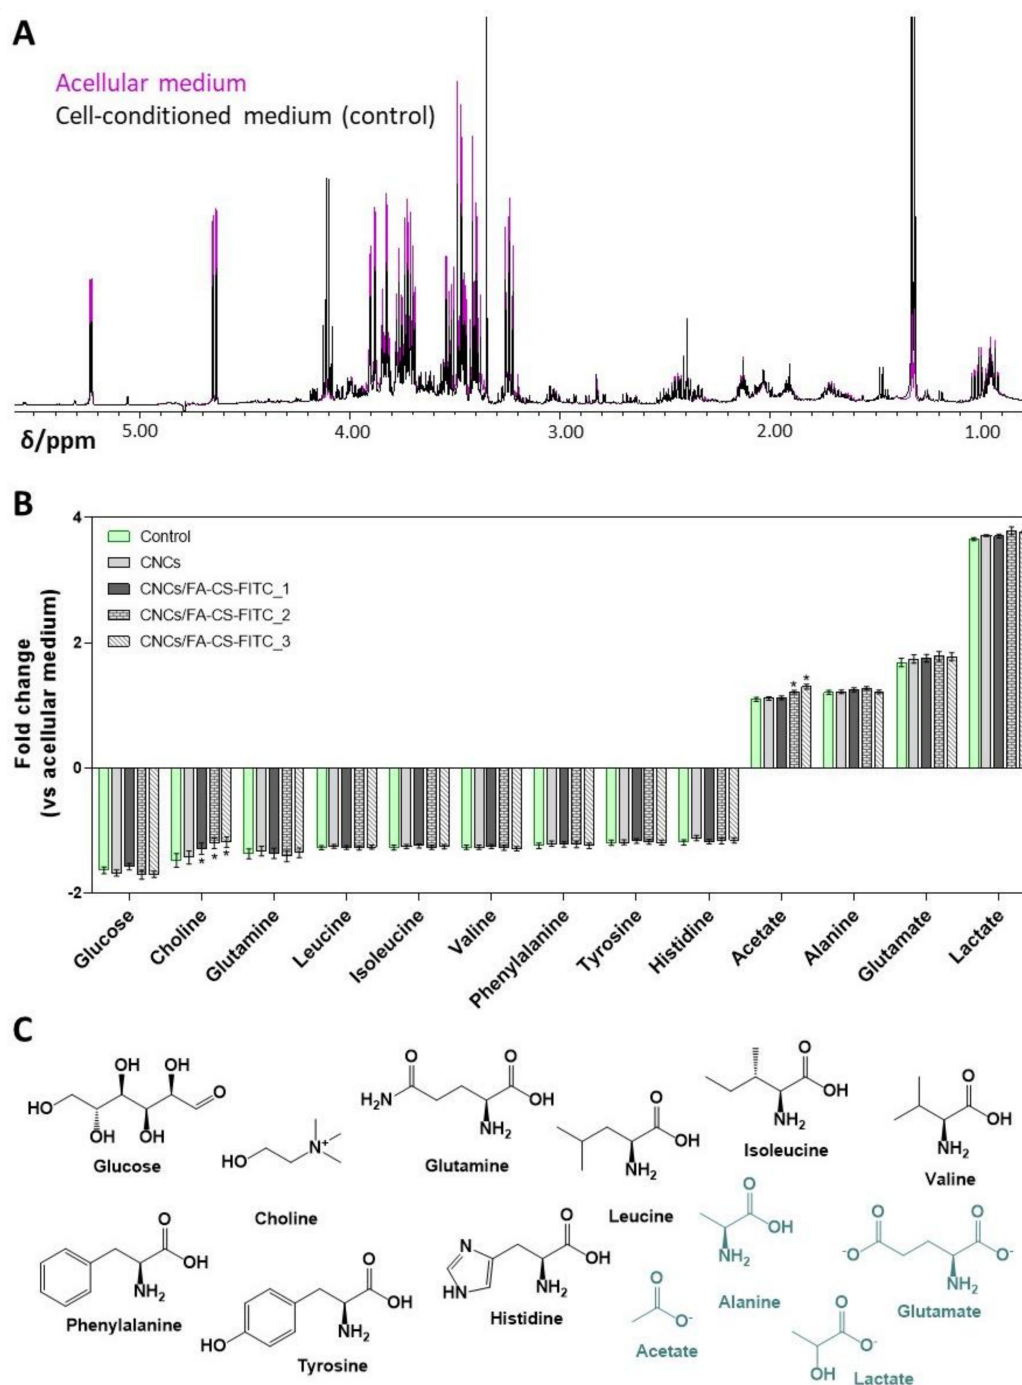 A
Acellular medium
Cell-conditioned medium (control)
5.00 4.00 3.00 2.00 1.00
δ/ppm
B
Fold change
(vs acellular medium)
4
2
0
-2
Control
CNCs
CNCs/FA-CS-FITC_1
CNCs/FA-CS-FITC_2
CNCs/FA-CS-FITC_3
* * * * *
Glucose Choline Glutamine Leucine Isoleucine Valine Phenylalanine Tyrosine Histidine Acetate Alanine Glutamate Lactate
C
OH OH HO O OH OH
Glucose
HO N+
Choline
O O H2N OH NH2
Glutamine
O OH NH2
Leucine
O OH NH2
Isoleucine
O OH NH2
Valine
O OH NH2
Phenylalanine
O OH NH2 HO
Tyrosine
N O OH HN NH2
Histidine
O O-
Acetate
O OH NH2
Alanine
O O -O O- NH2
Glutamate
O O- OH
Lactate